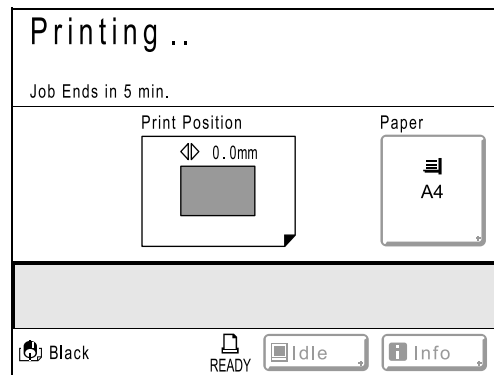 Printing ..
Job Ends in 5 min.
Print Position
Paper
0.0mm
A4
Black
READY
Idle
Info